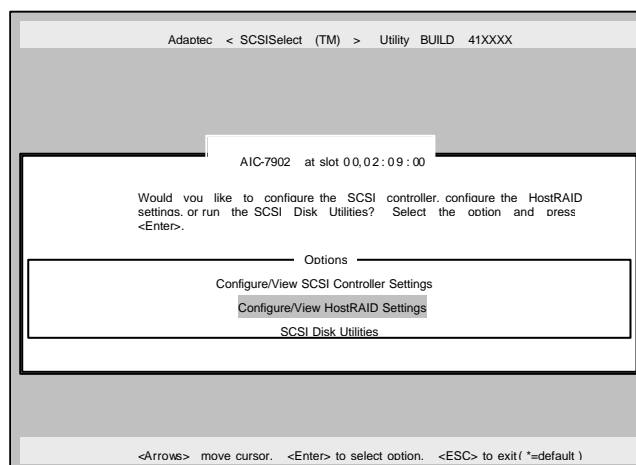 Adaptec < SCSISelect (TM) > Utility BUILD 41XXXX
AIC-7902 at slot 00,02:09:00
Would you like to configure the SCSI controller, configure the HostRAID
settings, or run the SCSI Disk Utilities? Select the option and press
<Enter>.
Options
Configure/View SCSI Controller Settings
Configure/View HostRAID Settings
SCSI Disk Utilities
<Arrows> move cursor. <Enter> to select option. <ESC> to exit( *=default )